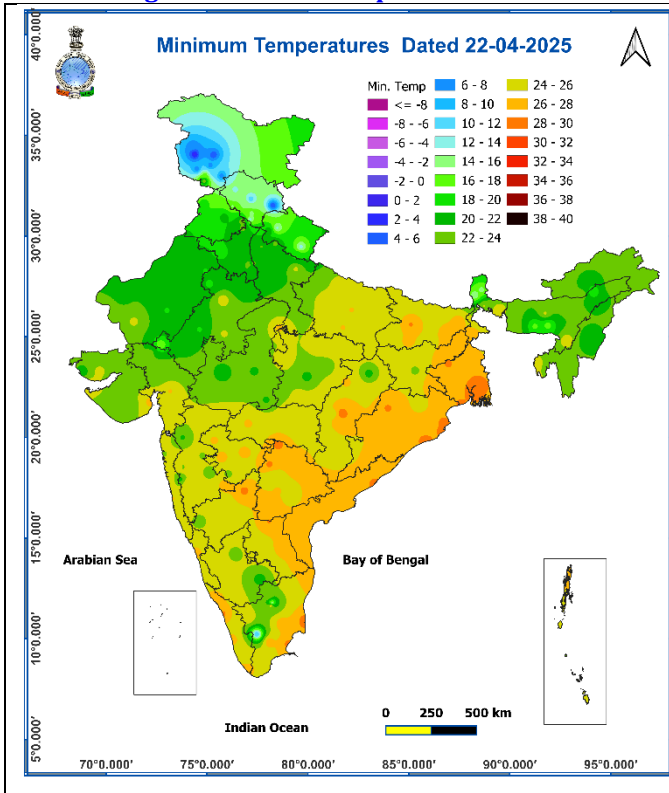 Minimum Temperatures Dated 22-04-2025
Min. Temp
<= -8
-8 - -6
-6 - -4
-4 - -2
-2 - 0
0 - 2
2 - 4
4 - 6
6 - 8
8 - 10
10 - 12
12 - 14
14 - 16
16 - 18
18 - 20
20 - 22
22 - 24
24 - 26
26 - 28
28 - 30
30 - 32
32 - 34
34 - 36
36 - 38
38 - 40
40°0.000'
35°0.000'
30°0.000'
25°0.000'
20°0.000'
15°0.000'
10°0.000'
5°0.000'
Arabian Sea
Bay of Bengal
Indian Ocean
0 250 500 km
70°0.000' 75°0.000' 80°0.000' 85°0.000' 90°0.000' 95°0.000'